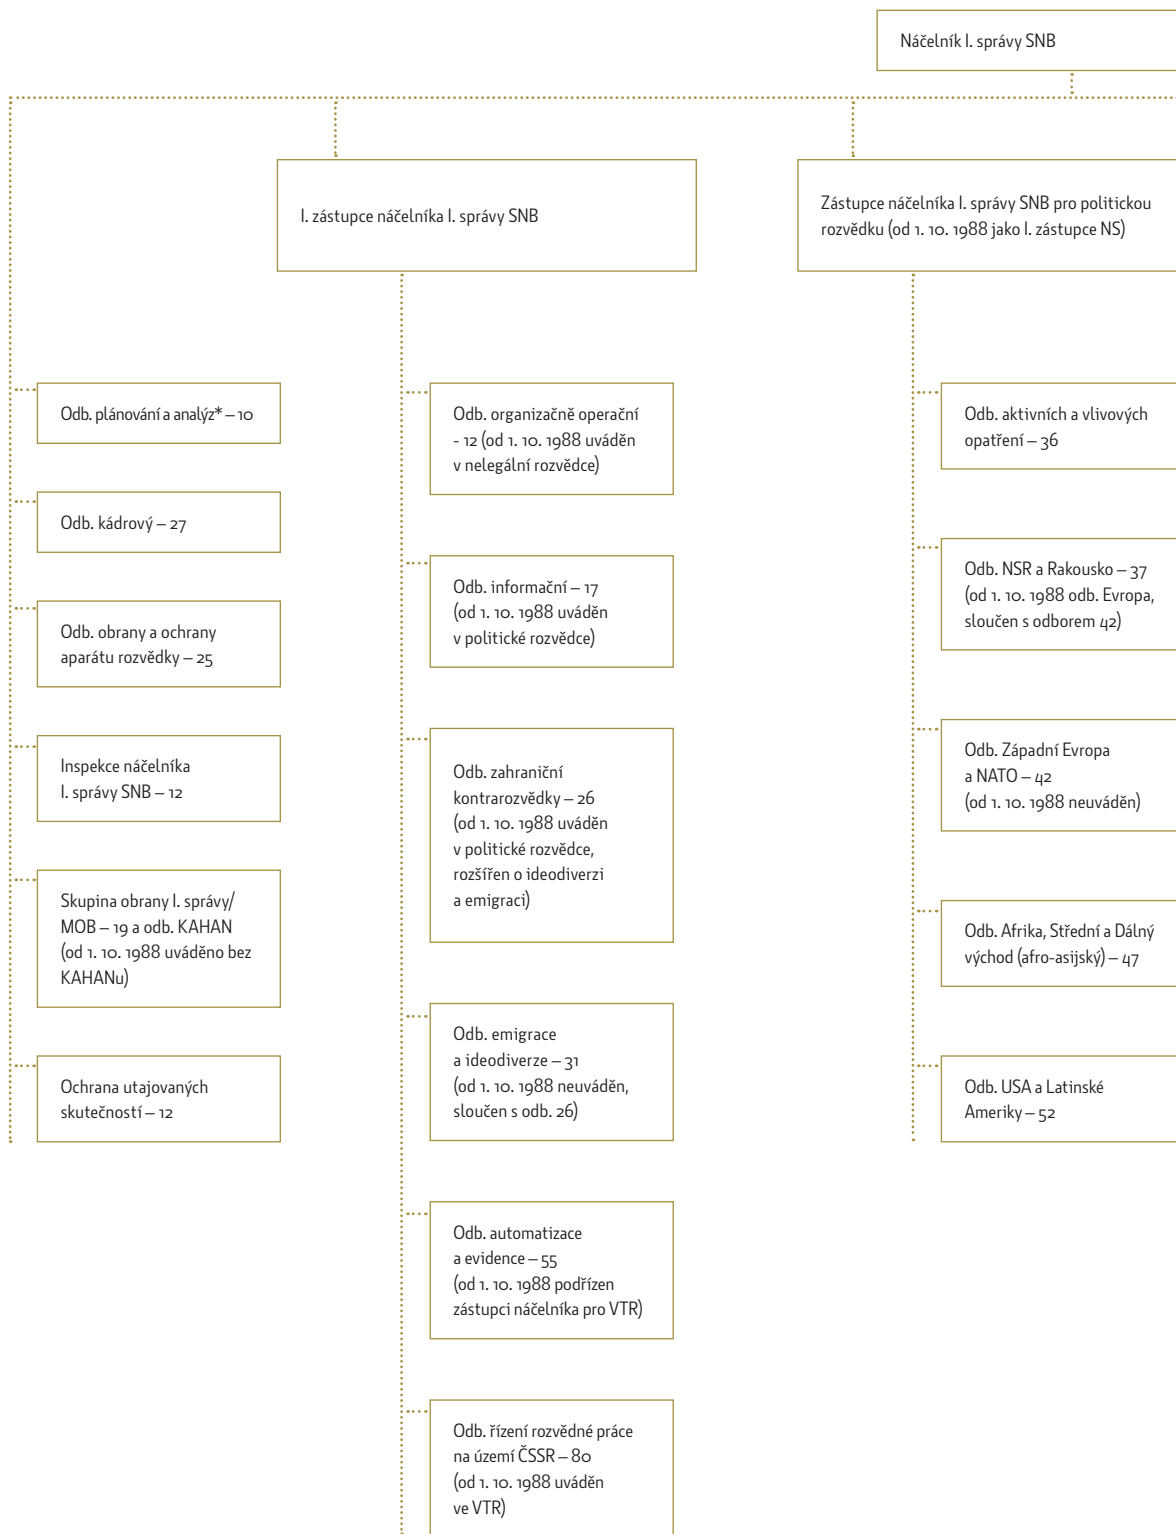 Náčelník I. správy SNB
I. zástupce náčelníka I. správy SNB
Zástupce náčelníka I. správy SNB pro politickou
rozvědku (od 1. 10. 1988 jako I. zástupce NS)
Odb. plánování a analýz* – 10
Odb. kádrový – 27
Odb. obrany a ochrany
aparátu rozvědky – 25
Inspekce náčelníka
I. správy SNB – 12
Skupina obrany I. správy/
MOB – 19 a odb. KAHAN
(od 1. 10. 1988 uváděno bez
KAHANu)
Ochrana utajovaných
skutečností – 12
Odb. organizačně operační
- 12 (od 1. 10. 1988 uváděn
v nelegální rozvědce)
Odb. informační – 17
(od 1. 10. 1988 uváděn
v politické rozvědce)
Odb. zahraniční
kontrarozvědky – 26
(od 1. 10. 1988 uváděn
v politické rozvědce,
rozšířen o ideodiverzi
a emigraci)
Odb. emigrace
a ideodiverze – 31
(od 1. 10. 1988 neuváděn,
sloučen s odb. 26)
Odb. automatizace
a evidence – 55
(od 1. 10. 1988 podřízen
zástupci náčelníka pro VTR)
Odb. řízení rozvědné práce
na území ČSSR – 80
(od 1. 10. 1988 uváděn
ve VTR)
Odb. aktivních a vlivových
opatření – 36
Odb. NSR a Rakousko – 37
(od 1. 10. 1988 odb. Evropa,
sloučen s odborem 42)
Odb. Západní Evropa
a NATO – 42
(od 1. 10. 1988 neuváděn)
Odb. Afrika, Střední a Dálný
východ (afro-asijský) – 47
Odb. USA a Latinské
Ameriky – 52